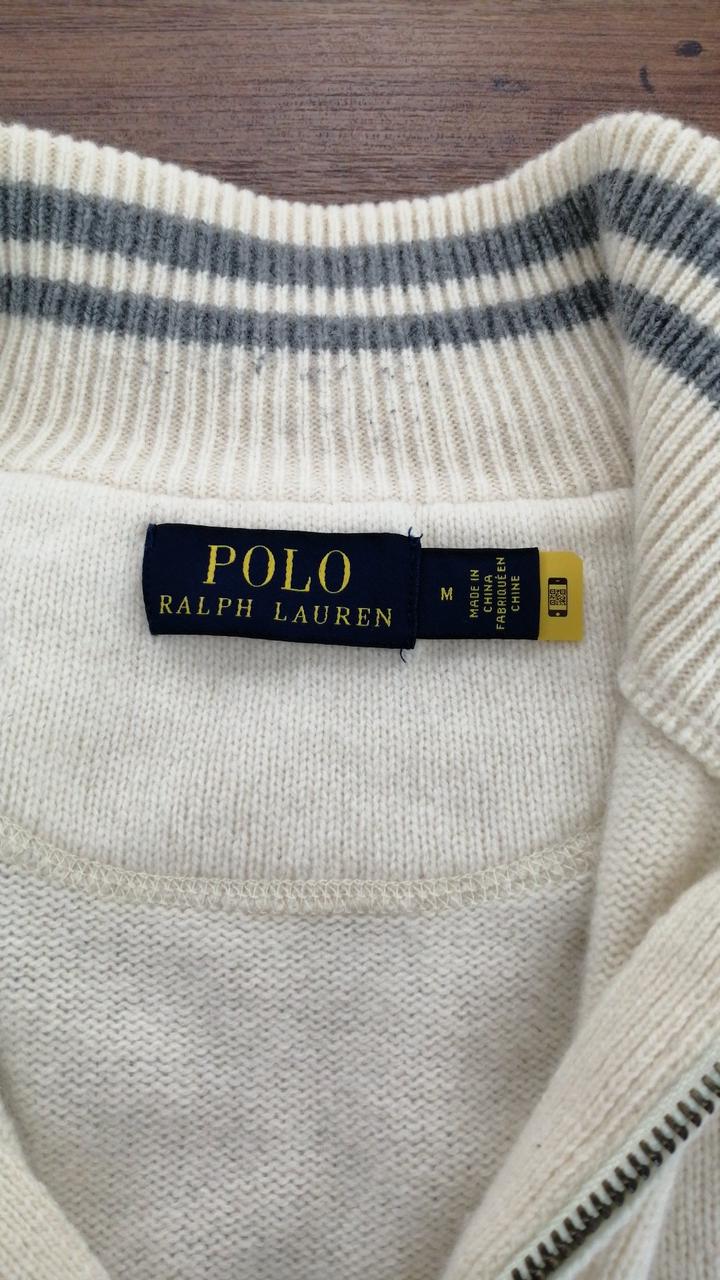 POLO
RALPH LAUREN
M
MADE IN
CHINA
FABRIQUÉ EN
CHINE